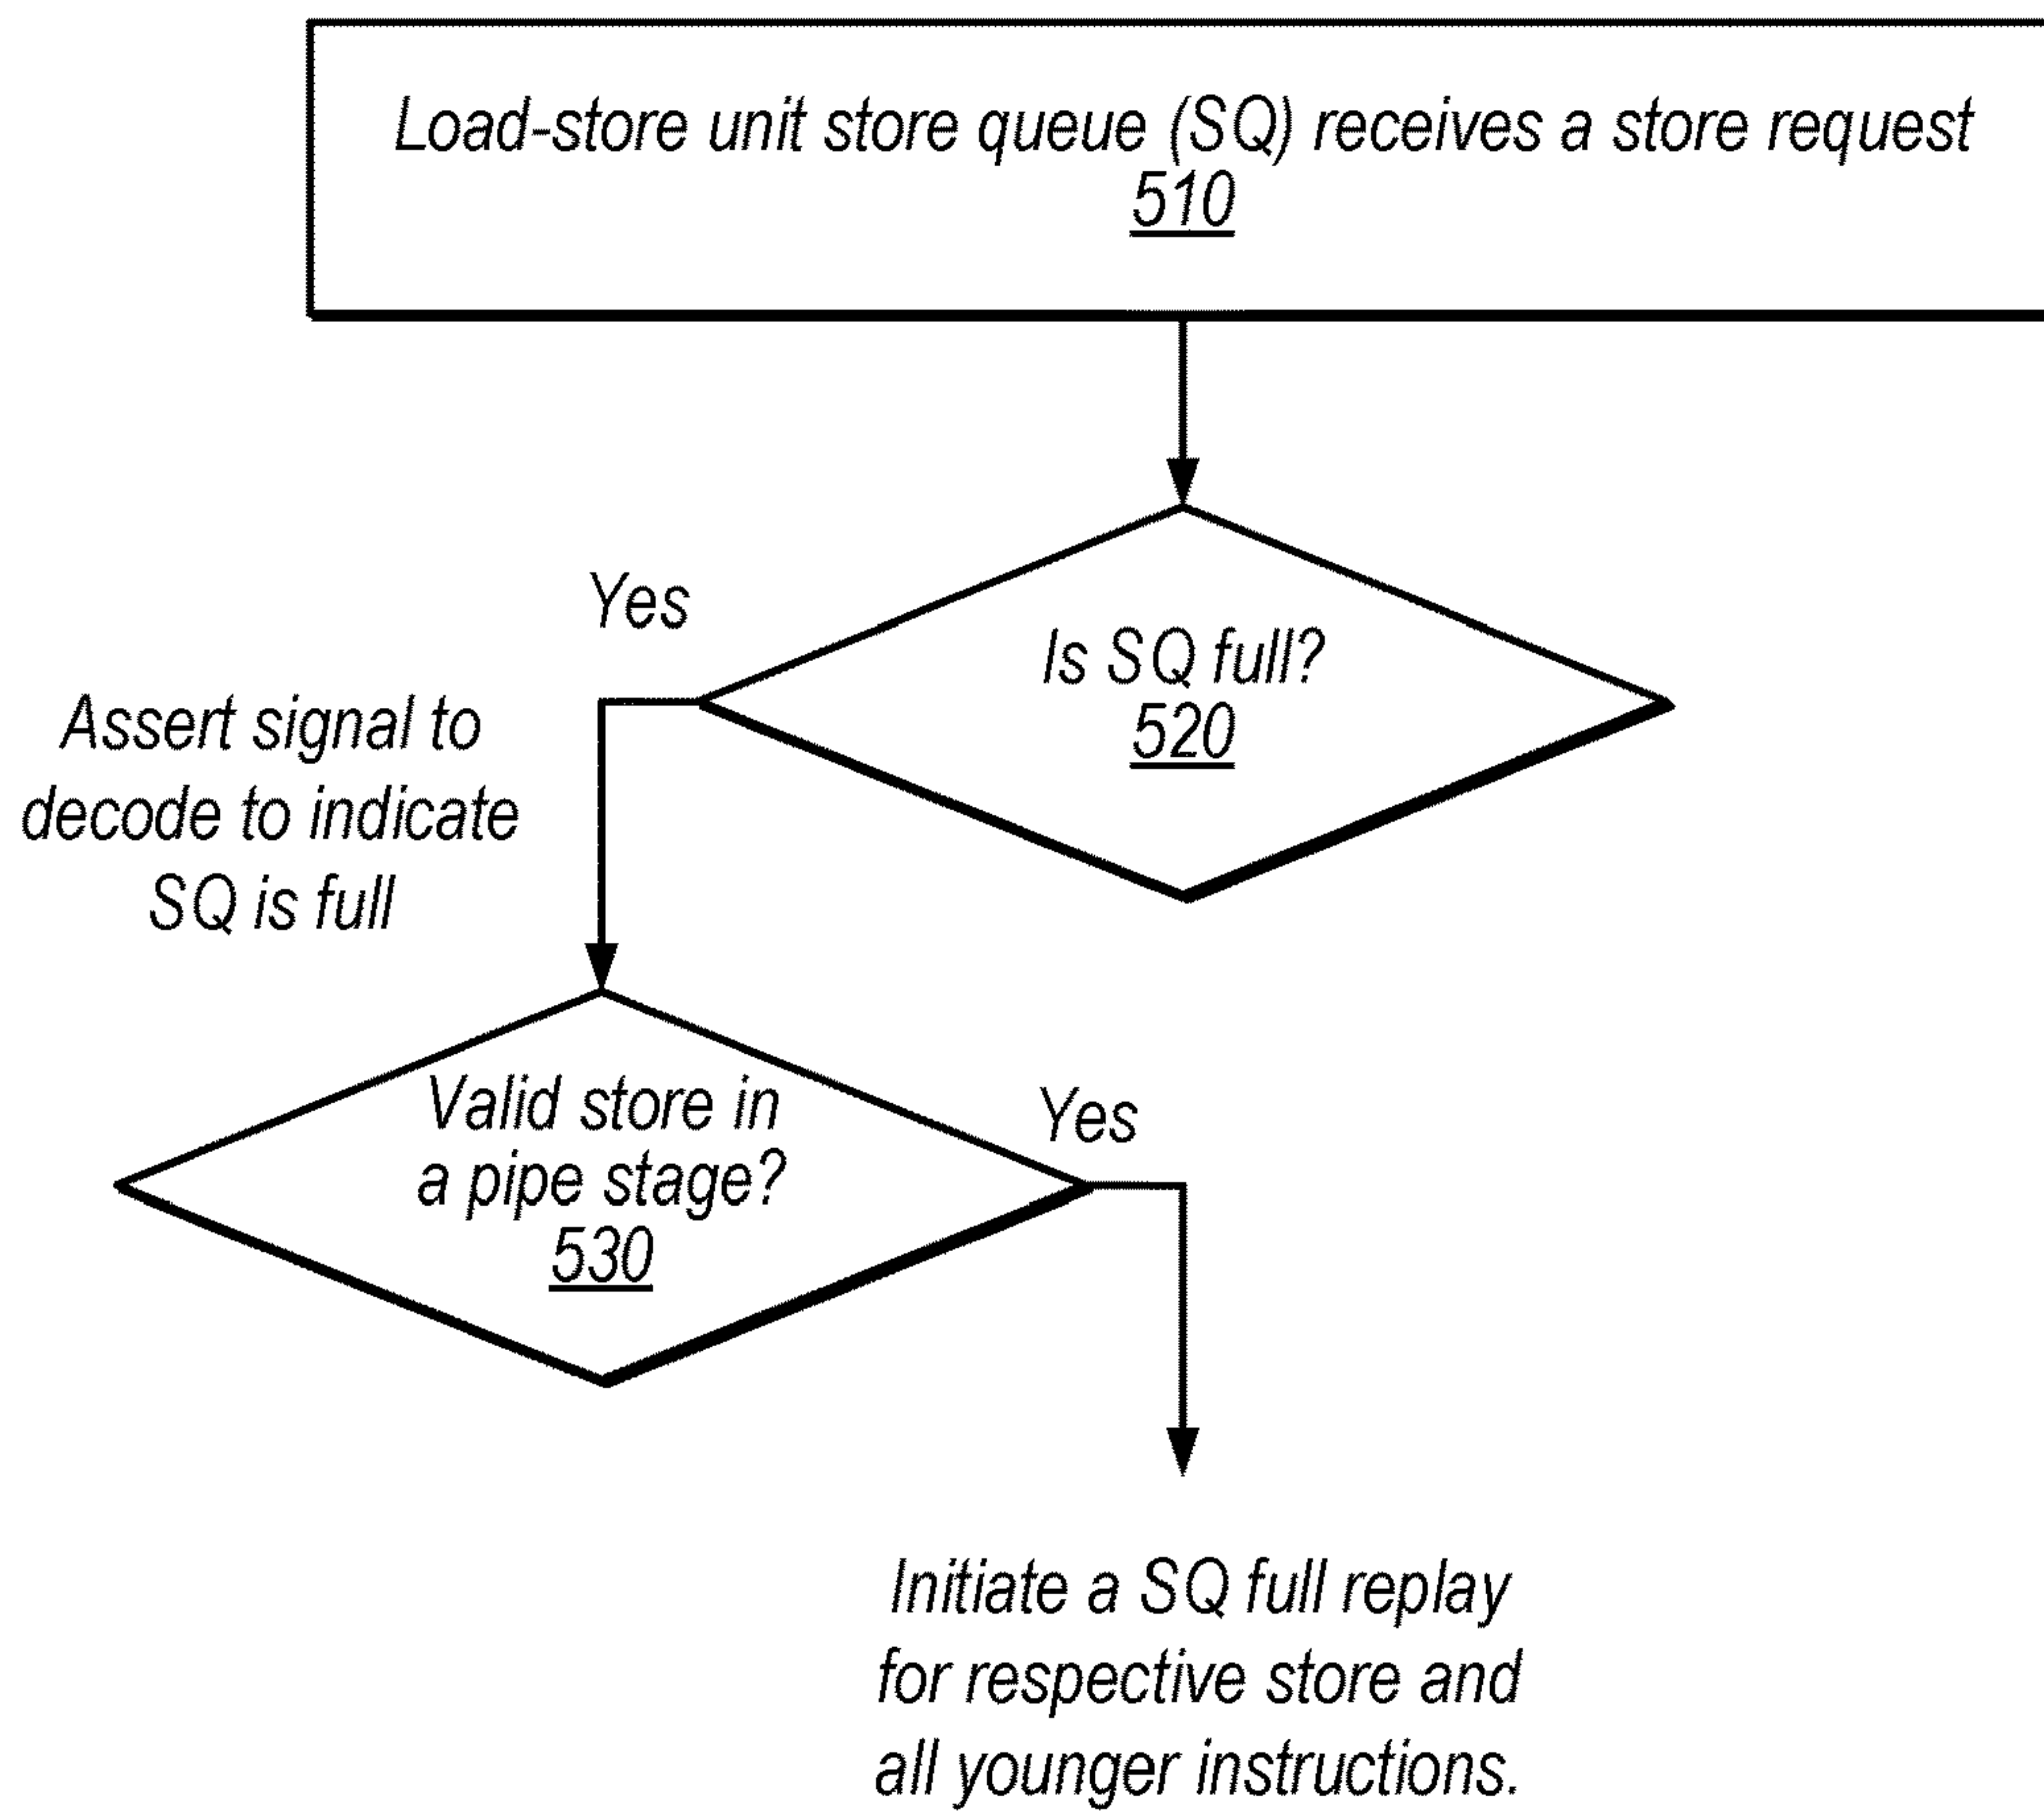 Load-store unit store queue (SQ) receives a store request
510
Yes
Is SQ full?
520
Assert signal to
decode to indicate
SQ is full
Valid store in
a pipe stage?
530
Yes
Initiate a SQ full replay
for respective store and
all younger instructions.